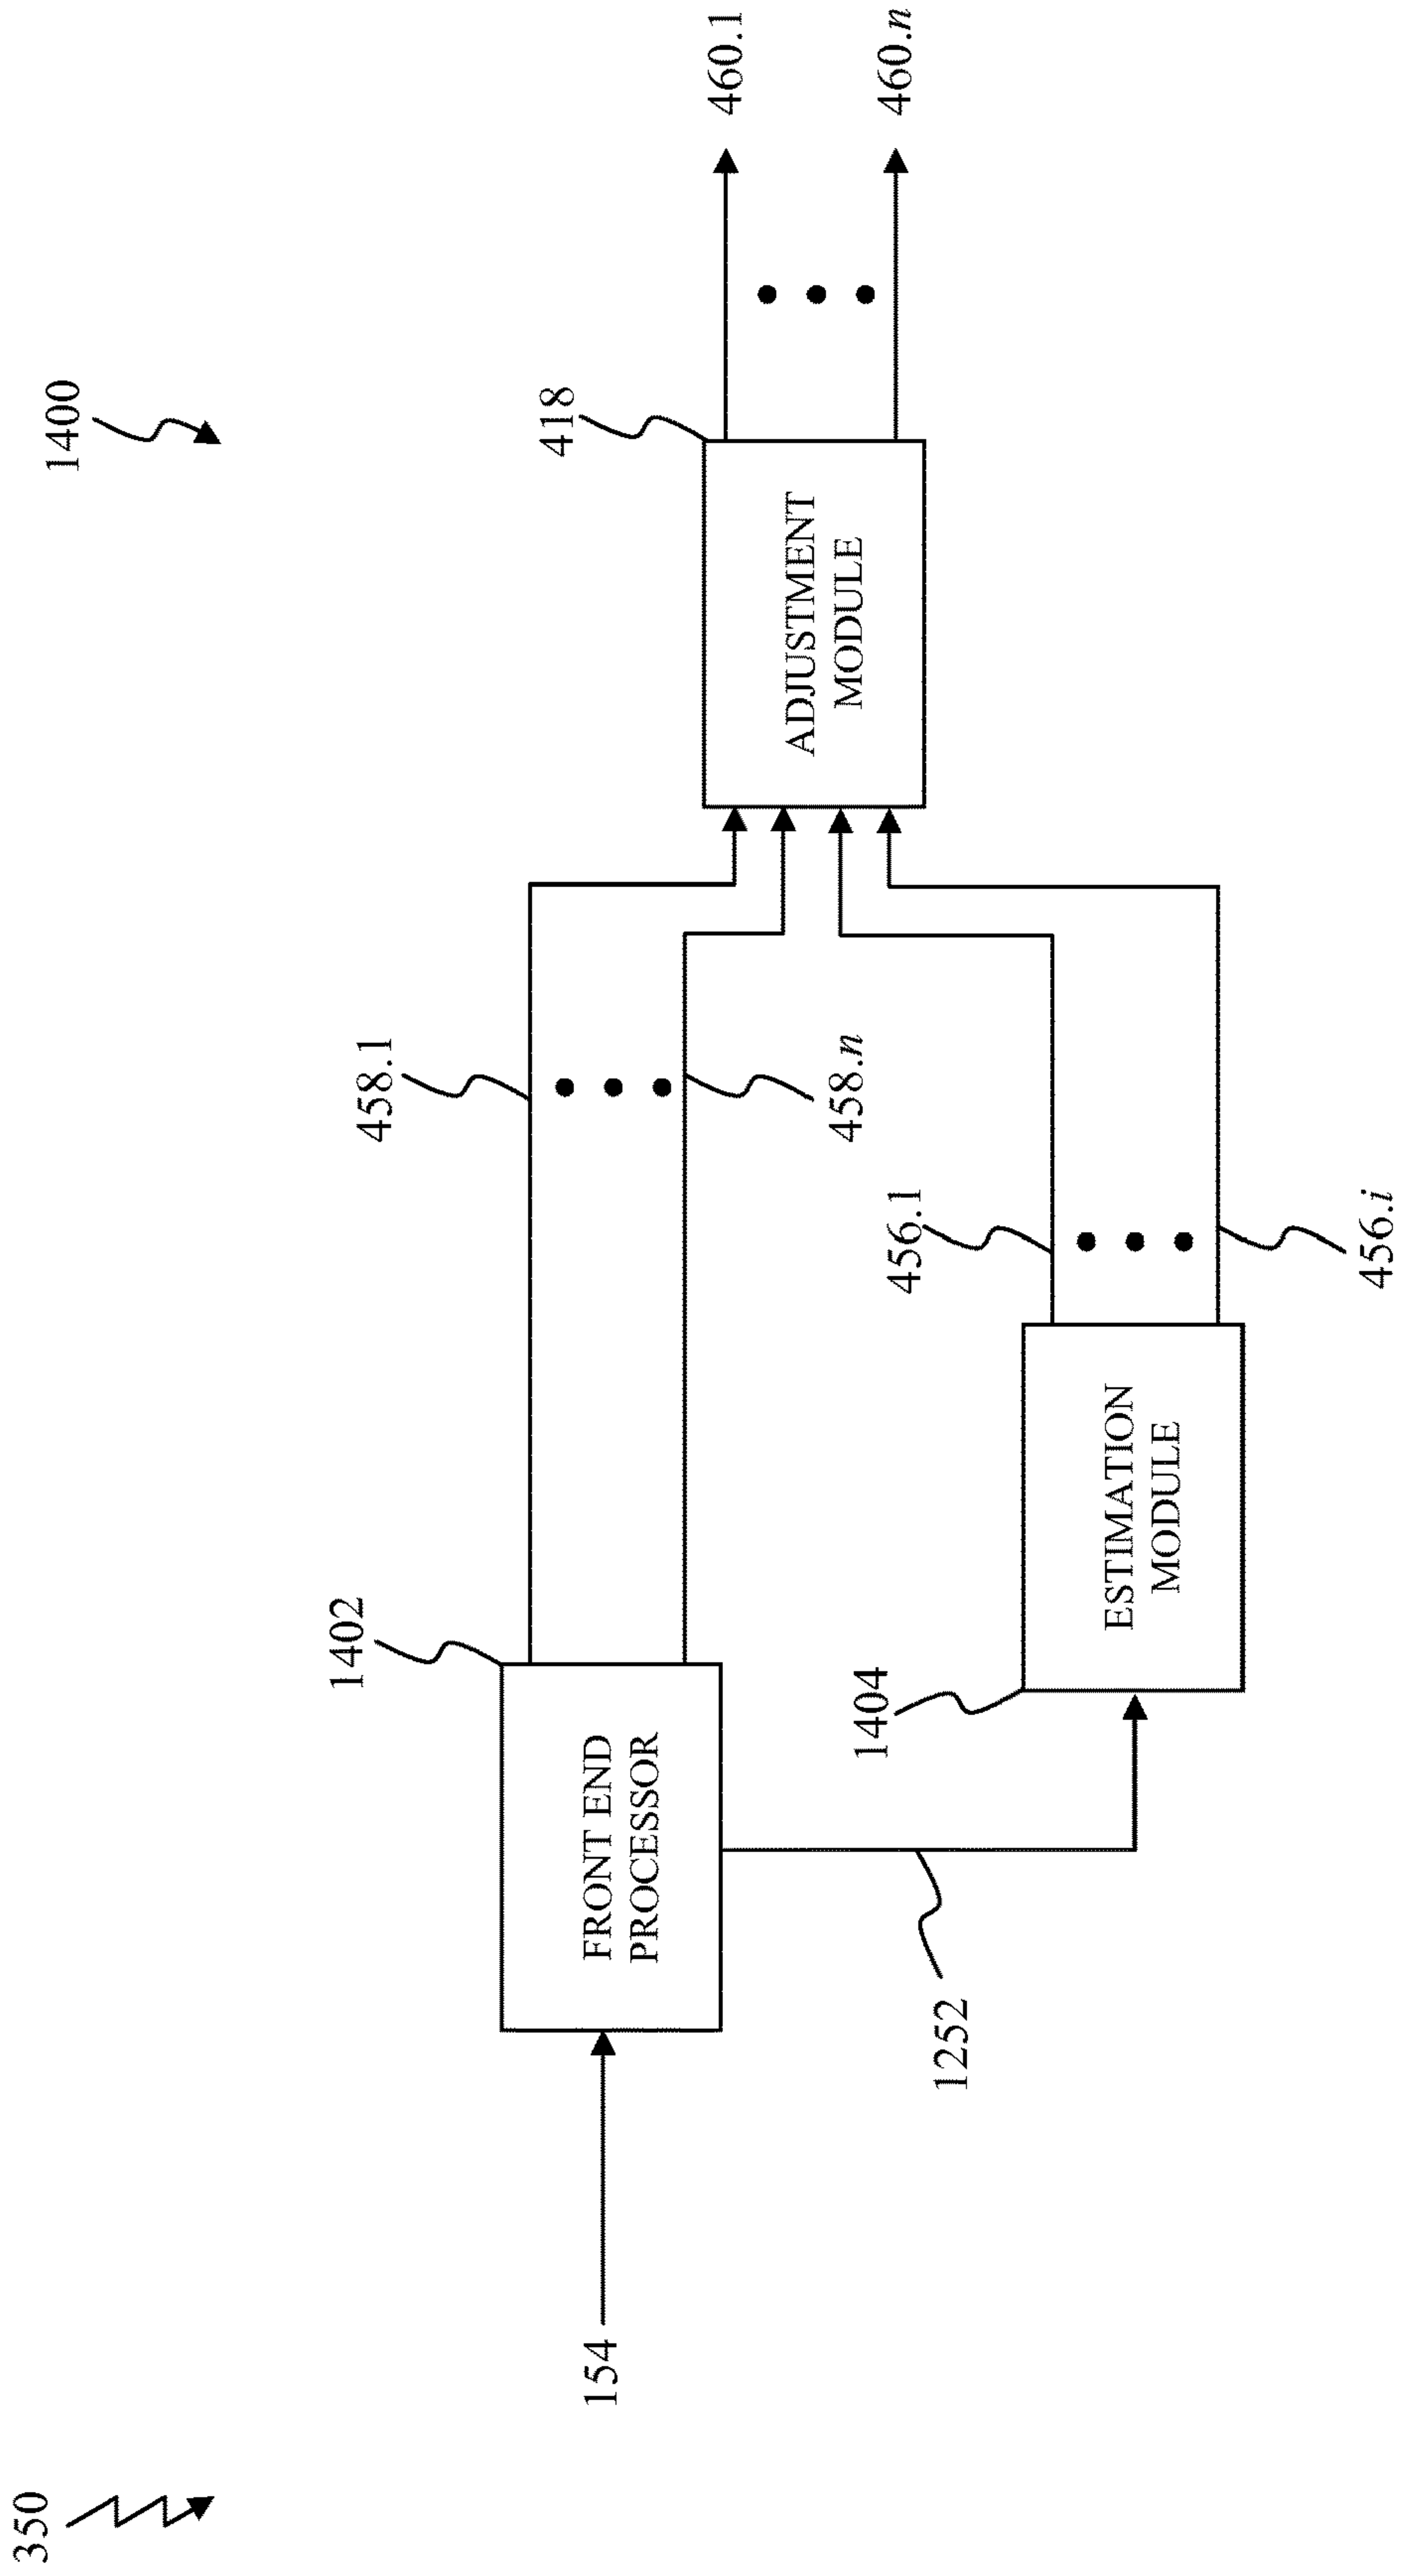 350
1400
154
FRONT END
PROCESSOR
1402
458.1
458.n
1252
ESTIMATION
MODULE
1404
456.1
456.i
ADJUSTMENT
MODULE
418
460.1
460.n